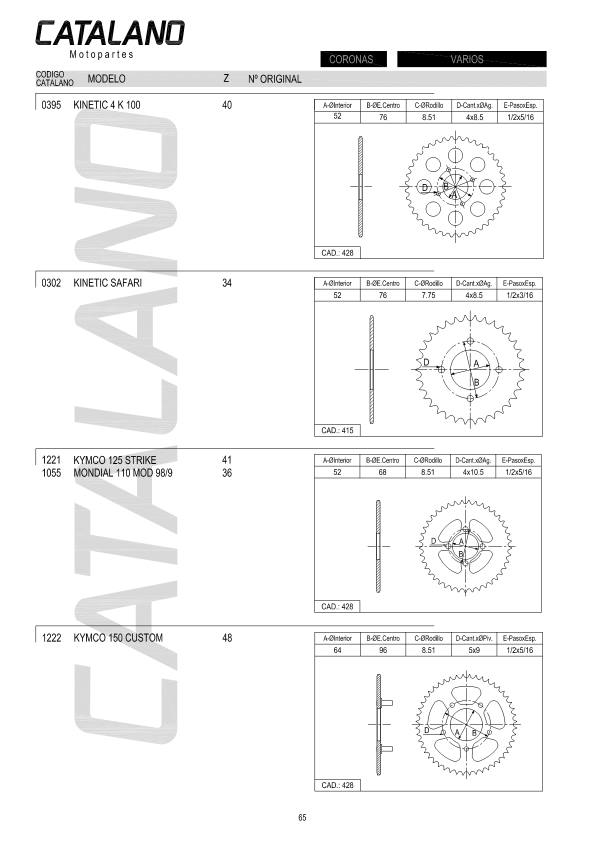 CATALANO
Motopartes
CORONAS VARIOS
CODIGO CATALANO MODELO Z Nº ORIGINAL
0395 KINETIC 4 K 100 40
A-ØInterior B-ØE.Centro C-ØRodillo D-Cant.xØAg. E-PasoxEsp.
52 76 8.51 4x8.5 1/2x5/16
D B A
CAD.: 428
0302 KINETIC SAFARI 34
A-ØInterior B-ØE.Centro C-ØRodillo D-Cant.xØAg. E-PasoxEsp.
52 76 7.75 4x8.5 1/2x3/16
D A
B
CAD.: 415
1221 KYMCO 125 STRIKE 41
1055 MONDIAL 110 MOD 98/9 36
A-ØInterior B-ØE.Centro C-ØRodillo D-Cant.xØAg. E-PasoxEsp.
52 68 8.51 4x10.5 1/2x5/16
D A
B
CAD.: 428
1222 KYMCO 150 CUSTOM 48
A-ØInterior B-ØE.Centro C-ØRodillo D-Cant.xØPiv. E-PasoxEsp.
64 96 8.51 5x9 1/2x5/16
D A B
CAD.: 428
CATALANO
65